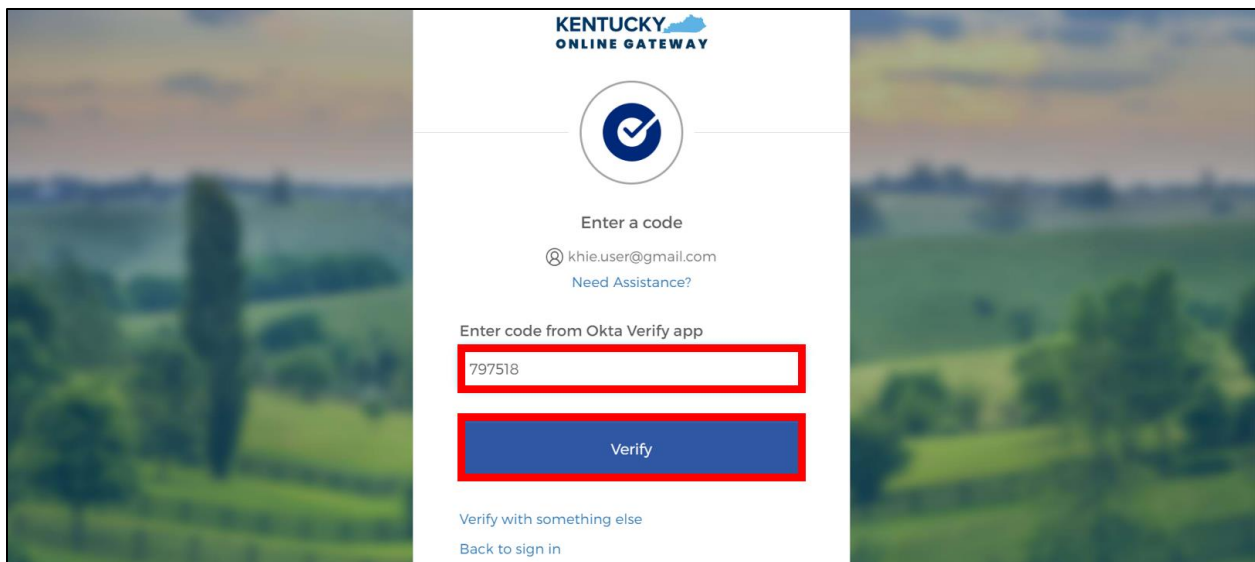 KENTUCKY
ONLINE GATEWAY
Enter a code
khie.user@gmail.com
Need Assistance?
Enter code from Okta Verify app
797518
Verify
Verify with something else
Back to sign in